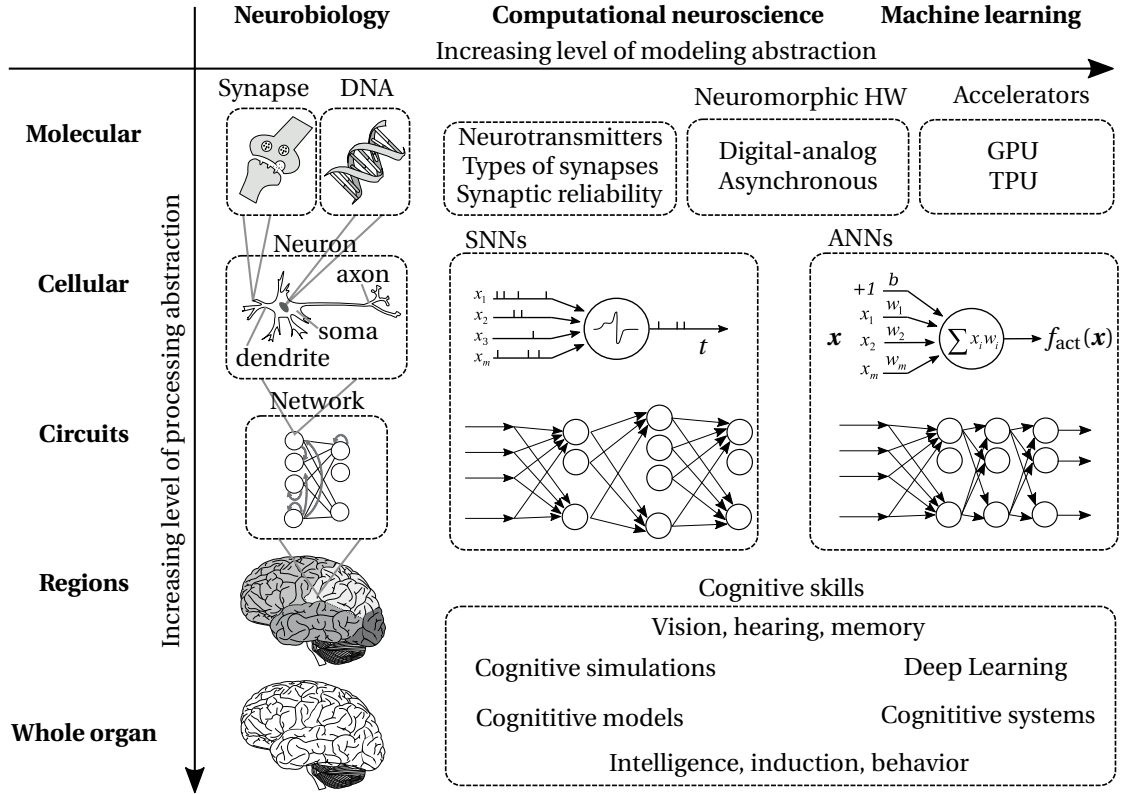 Neurobiology
Computational neuroscience
Machine learning
Increasing level of modeling abstraction
Increasing level of processing abstraction
Molecular
Synapse
DNA
Neurotransmitters
Types of synapses
Synaptic reliability
Neuromorphic HW
Digital-analog
Asynchronous
Accelerators
GPU
TPU
Cellular
Neuron
axon
soma
dendrite
SNNs
x1
x2
x3
xm
t
ANNs
+1 b
x1 w1
x2 w2
xm wm
x
∑ xi wi
fact(x)
Circuits
Network
Regions
Cognitive skills
Vision, hearing, memory
Cognitive simulations
Deep Learning
Whole organ
Cognititive models
Cognititive systems
Intelligence, induction, behavior